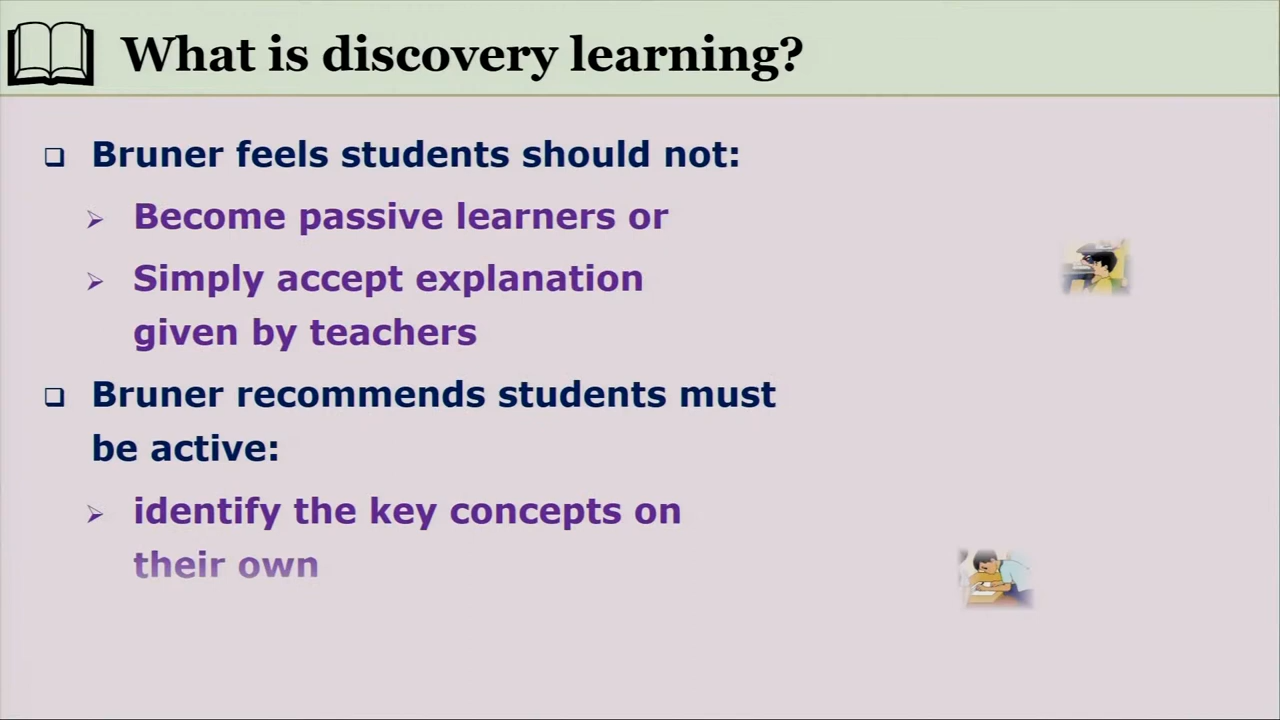 What is discovery learning?
Bruner feels students should not:
Become passive learners or
Simply accept explanation
given by teachers
Bruner recommends students must
be active:
identify the key concepts on
their own